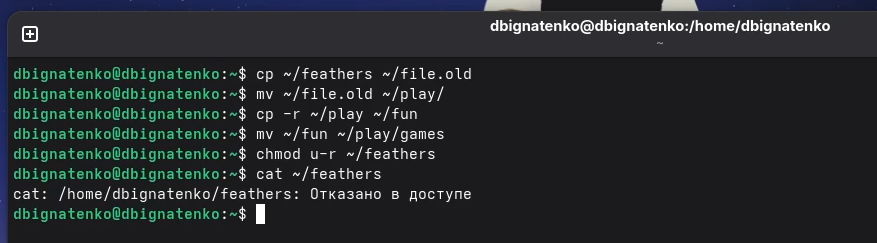 dbignatenko@dbignatenko:/home/dbignatenko
~
dbignatenko@dbignatenko:~$ cp ~/feathers ~/file.old
dbignatenko@dbignatenko:~$ mv ~/file.old ~/play/
dbignatenko@dbignatenko:~$ cp -r ~/play ~/fun
dbignatenko@dbignatenko:~$ mv ~/fun ~/play/games
dbignatenko@dbignatenko:~$ chmod u-r ~/feathers
dbignatenko@dbignatenko:~$ cat ~/feathers
cat: /home/dbignatenko/feathers: Отказано в доступе
dbignatenko@dbignatenko:~$